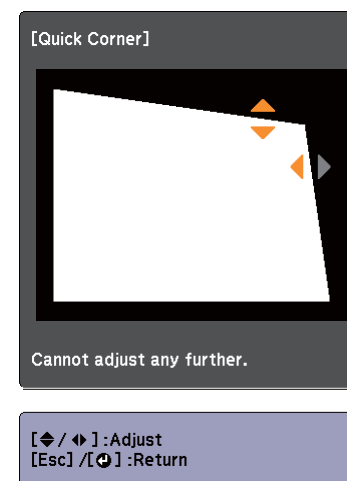 [Quick Corner]
Cannot adjust any further.
[ / ] :Adjust
[Esc] /[ ] :Return